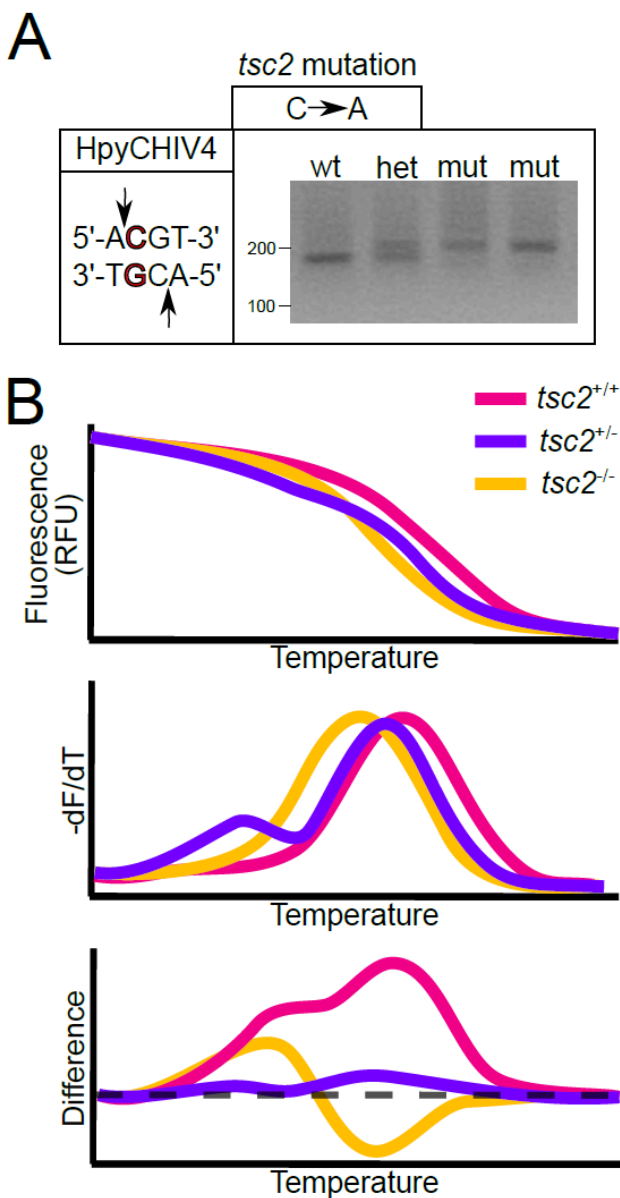 A
tsc2 mutation
C→A
HpyCHIV4
wt het mut mut
5'-ACGT-3'
3'-TGCA-5'
200
100
B
tsc2+/+
tsc2+/-
tsc2-/-
Fluorescence
(RFU)
Temperature
-dF/dT
Temperature
Difference
Temperature